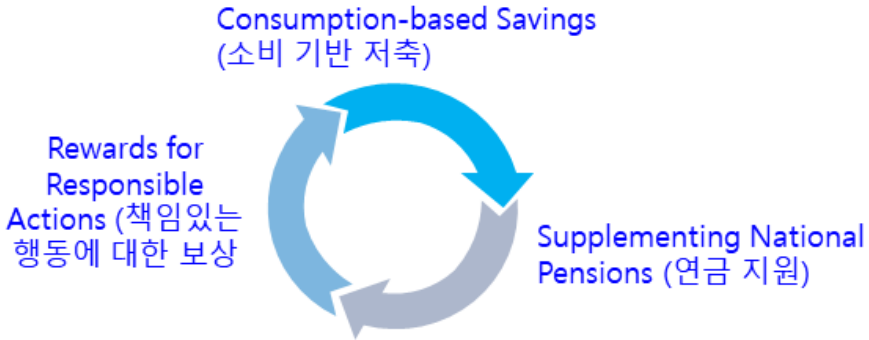 Consumption-based Savings
(소비 기반 저축)
Rewards for
Responsible
Actions (책임있는
행동에 대한 보상
Supplementing National
Pensions (연금 지원)